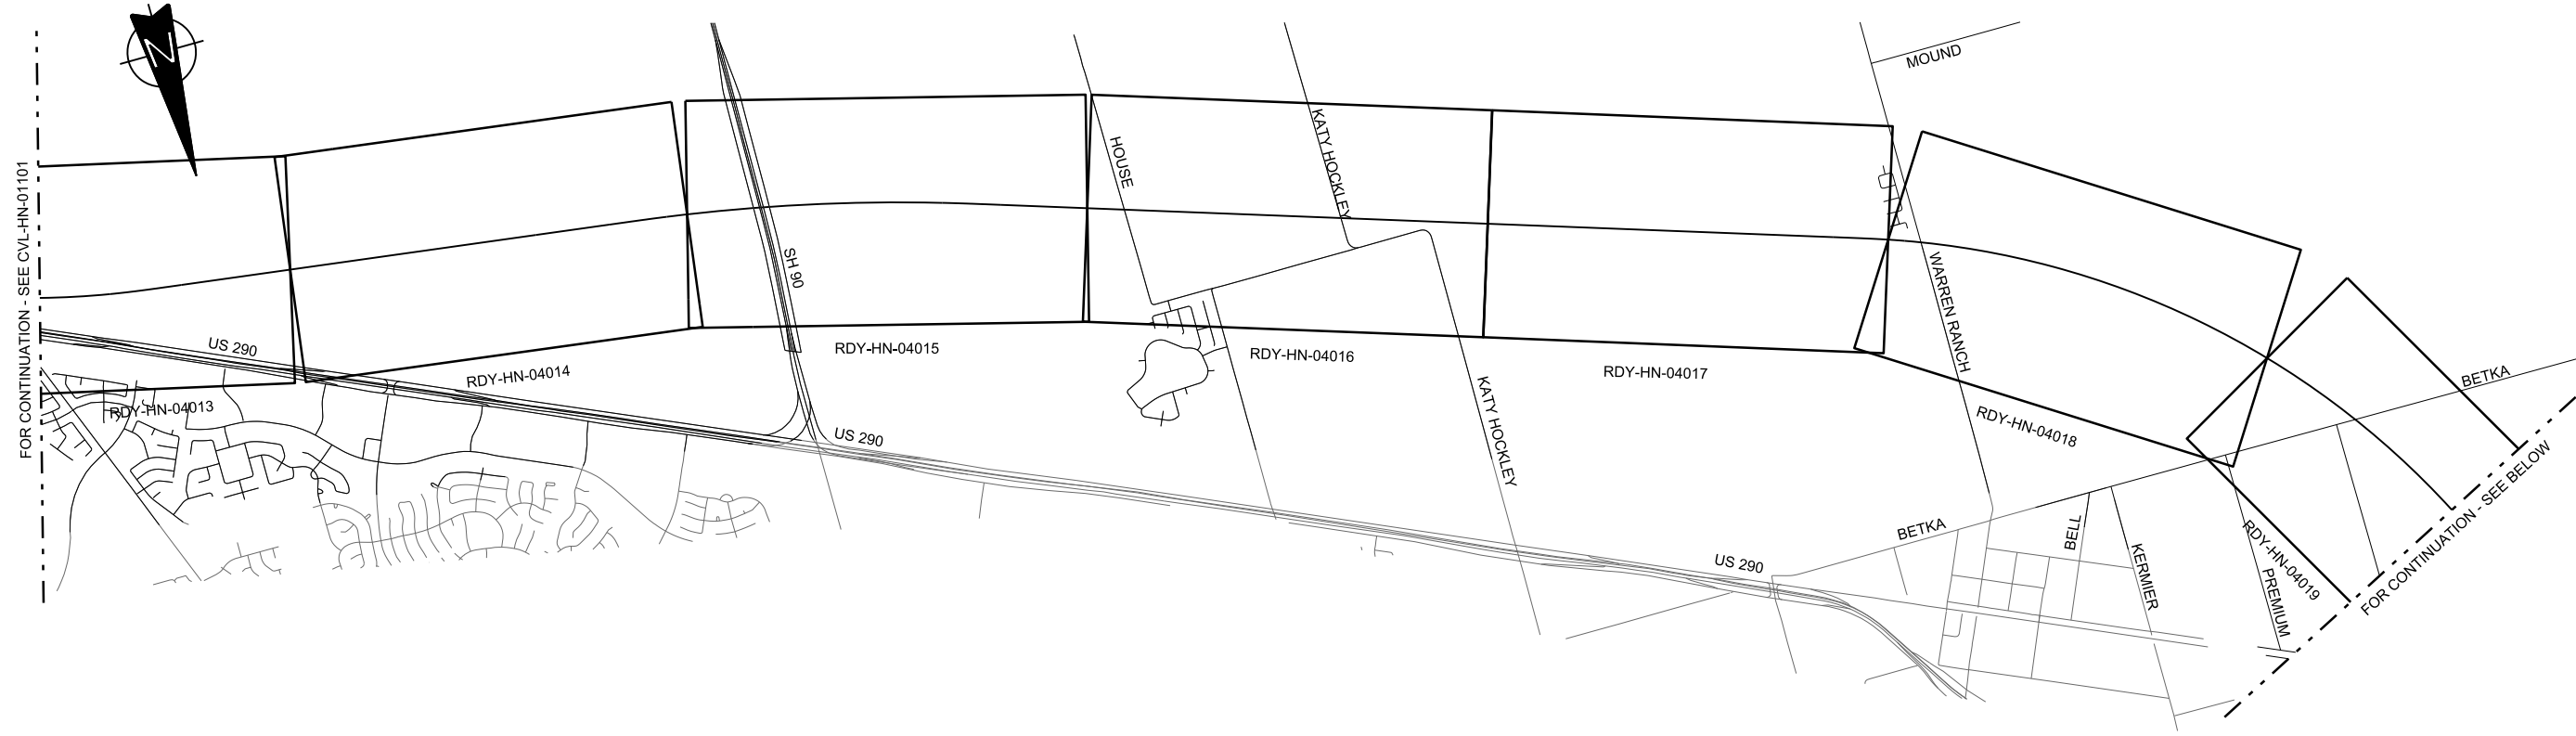 N
MOUND
HOUSE
KATY HOCKLEY
FOR CONTINUATION - SEE CVL-HN-01101
SH 90
WARREN RANCH
US 290
RDY-HN-04015
RDY-HN-04016
RDY-HN-04014
RDY-HN-04017
BETKA
RDY-HN-04013
RDY-HN-04018
KATY HOCKLEY
US 290
FOR CONTINUATION - SEE BELOW
BETKA
BELL
RDY-HN-04019
US 290
KERMIER
PREMIUM